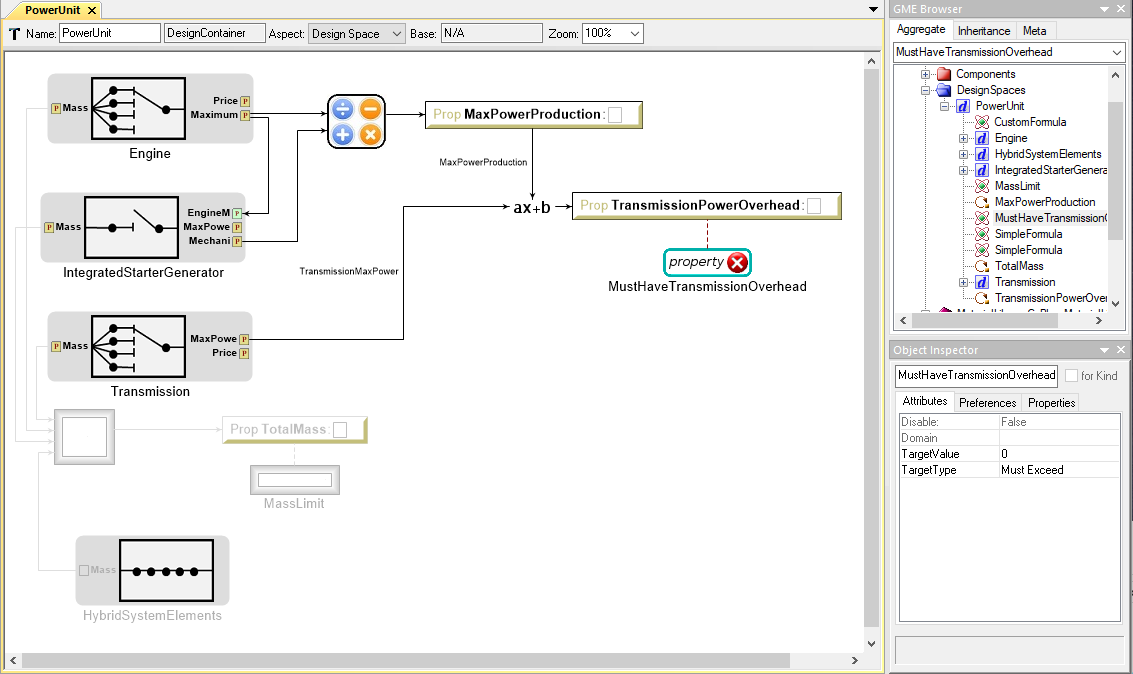 PowerUnit
Name: PowerUnit DesignContainer Aspect: Design Space Base: N/A Zoom: 100%
P Mass Price P
Maximum P
Engine
Prop MaxPowerProduction:
MaxPowerProduction
ax+b
Prop TransmissionPowerOverhead:
property
MustHaveTransmissionOverhead
P Mass EngineM P
MaxPowe P
Mechani P
IntegratedStarterGenerator
TransmissionMaxPower
P Mass MaxPowe P
Price P
Transmission
Prop TotalMass:
MassLimit
Mass
HybridSystemElements
GME Browser
Aggregate Inheritance Meta
MustHaveTransmissionOverhead
Components
DesignSpaces
d PowerUnit
CustomFormula
d Engine
d HybridSystemElements
d IntegratedStarterGenera
MassLimit
MaxPowerProduction
MustHaveTransmission
SimpleFormula
SimpleFormula
TotalMass
d Transmission
TransmissionPowerOver
Object Inspector
MustHaveTransmissionOverhead for Kind
Attributes Preferences Properties
Disable: False
Domain
TargetValue 0
TargetType Must Exceed